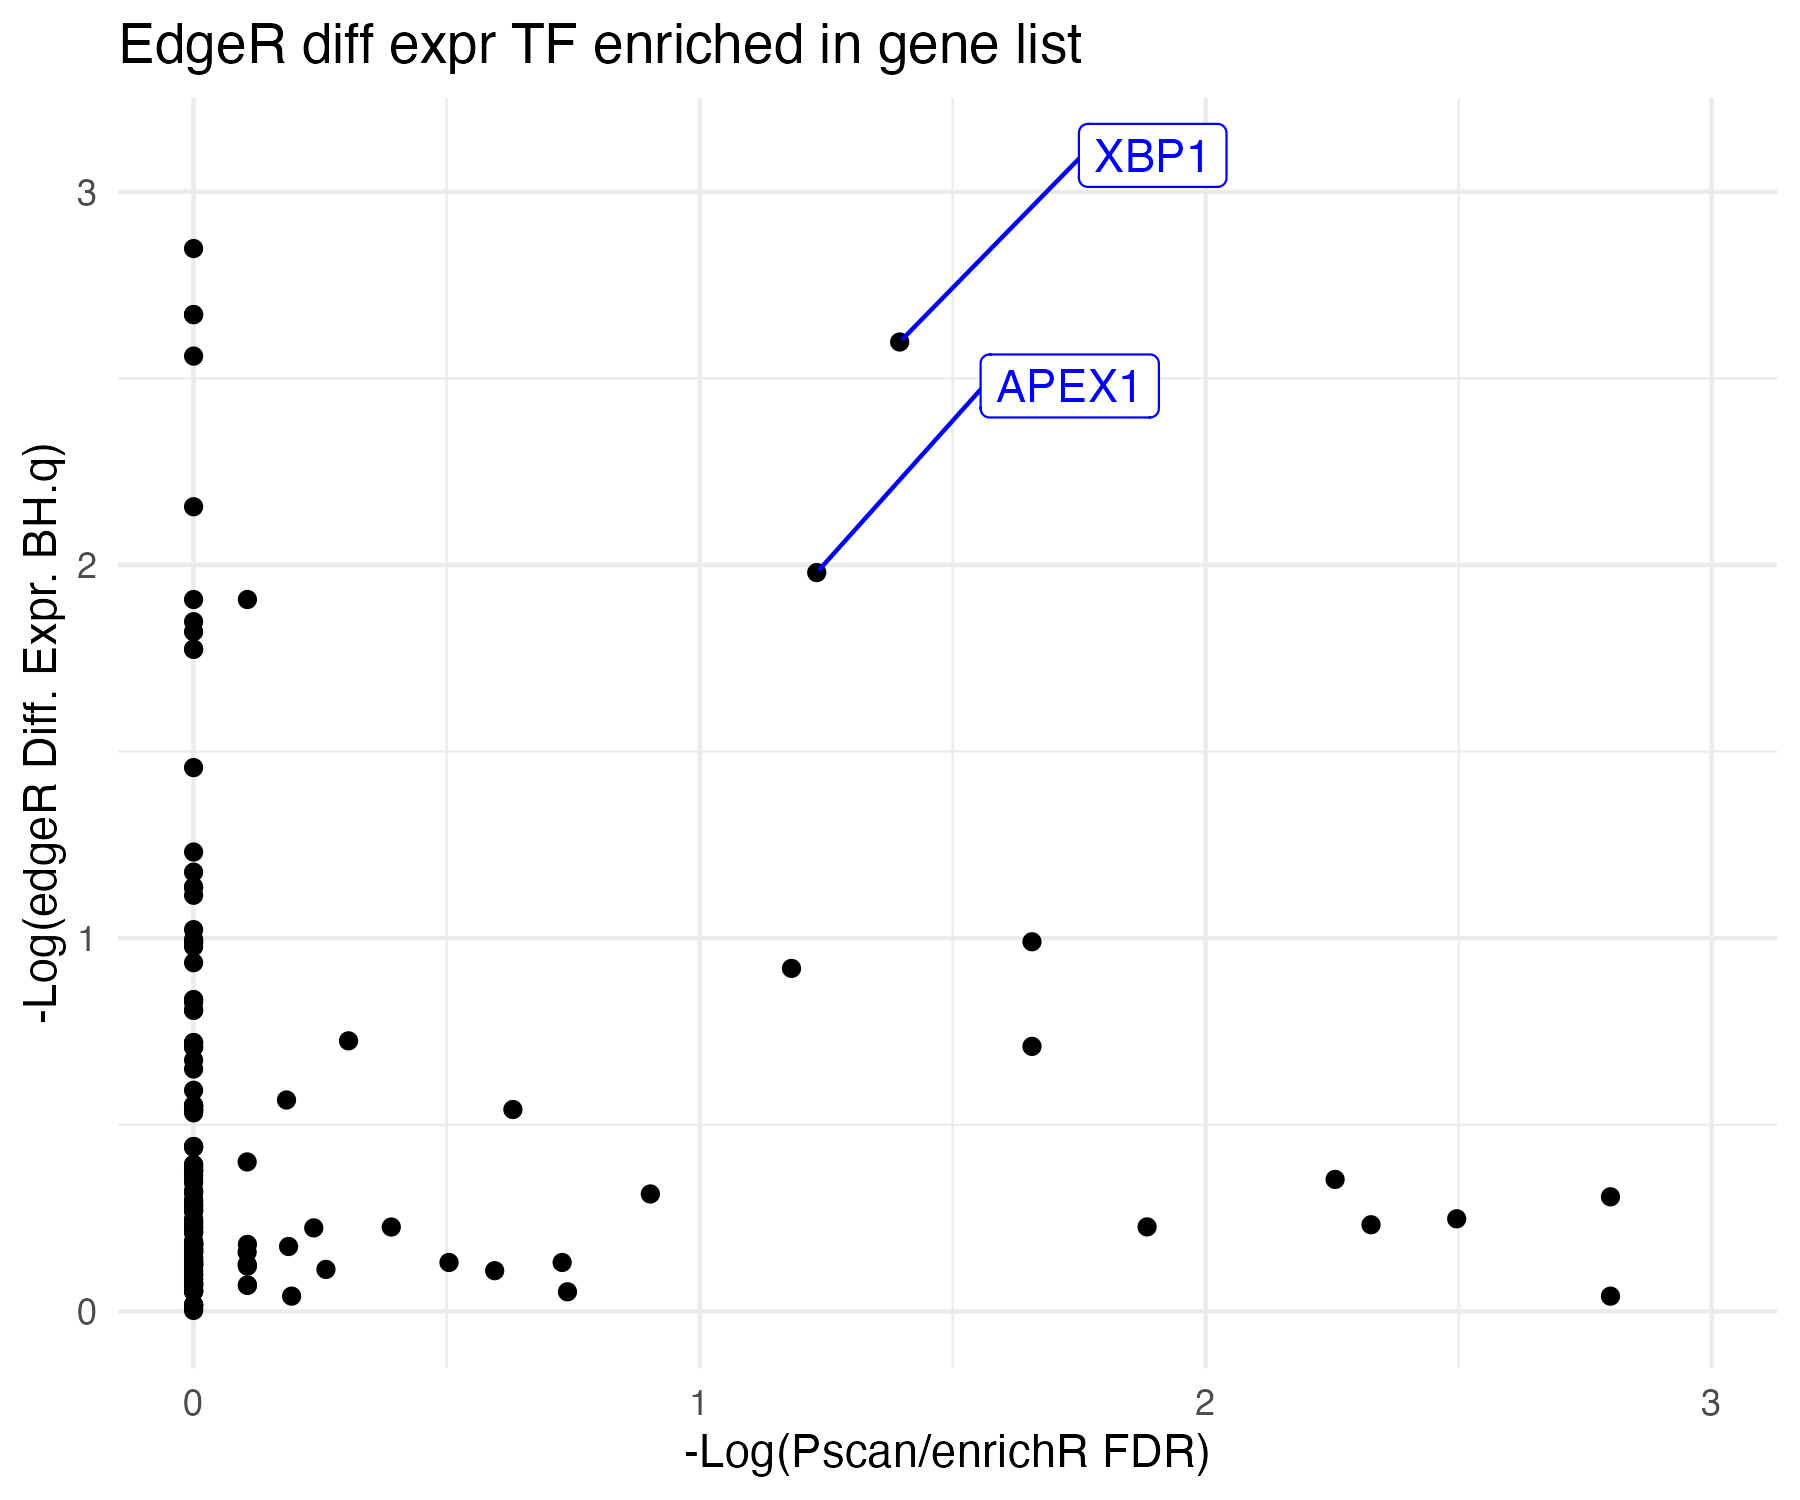 EdgeR diff expr TF enriched in gene list
XBP1
APEX1
-Log(edgeR Diff. Expr. BH.q)
3
2
1
0
0 1 2 3
-Log(Pscan/enrichR FDR)